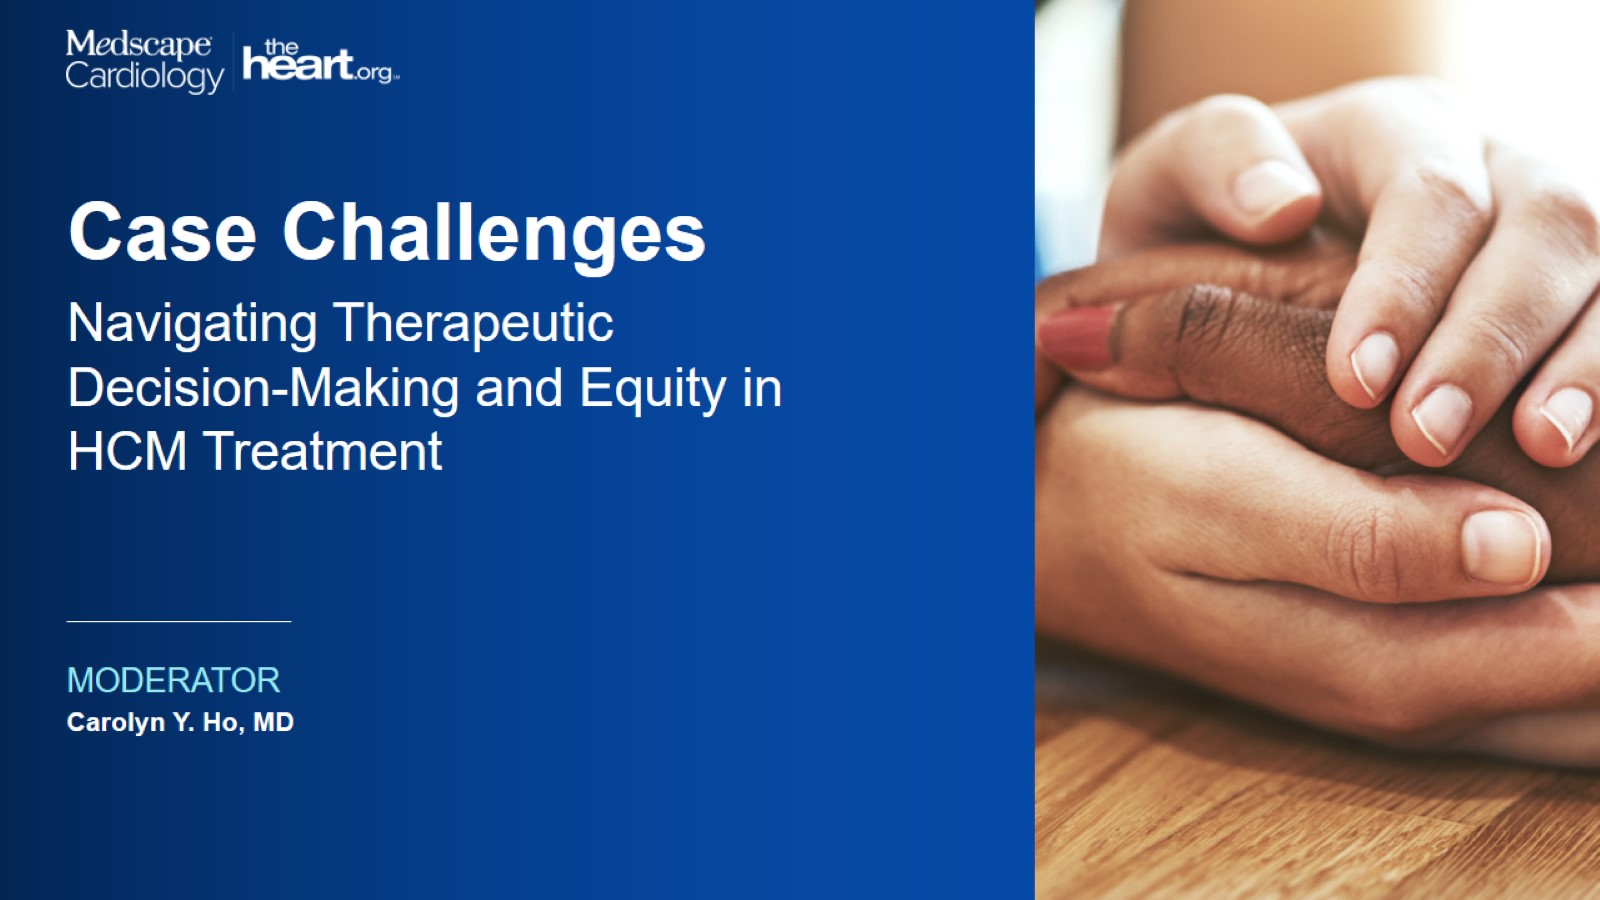 Medscape
Cardiology
the
heart.org
Case Challenges
Navigating Therapeutic
Decision-Making and Equity in
HCM Treatment
MODERATOR
Carolyn Y. Ho, MD